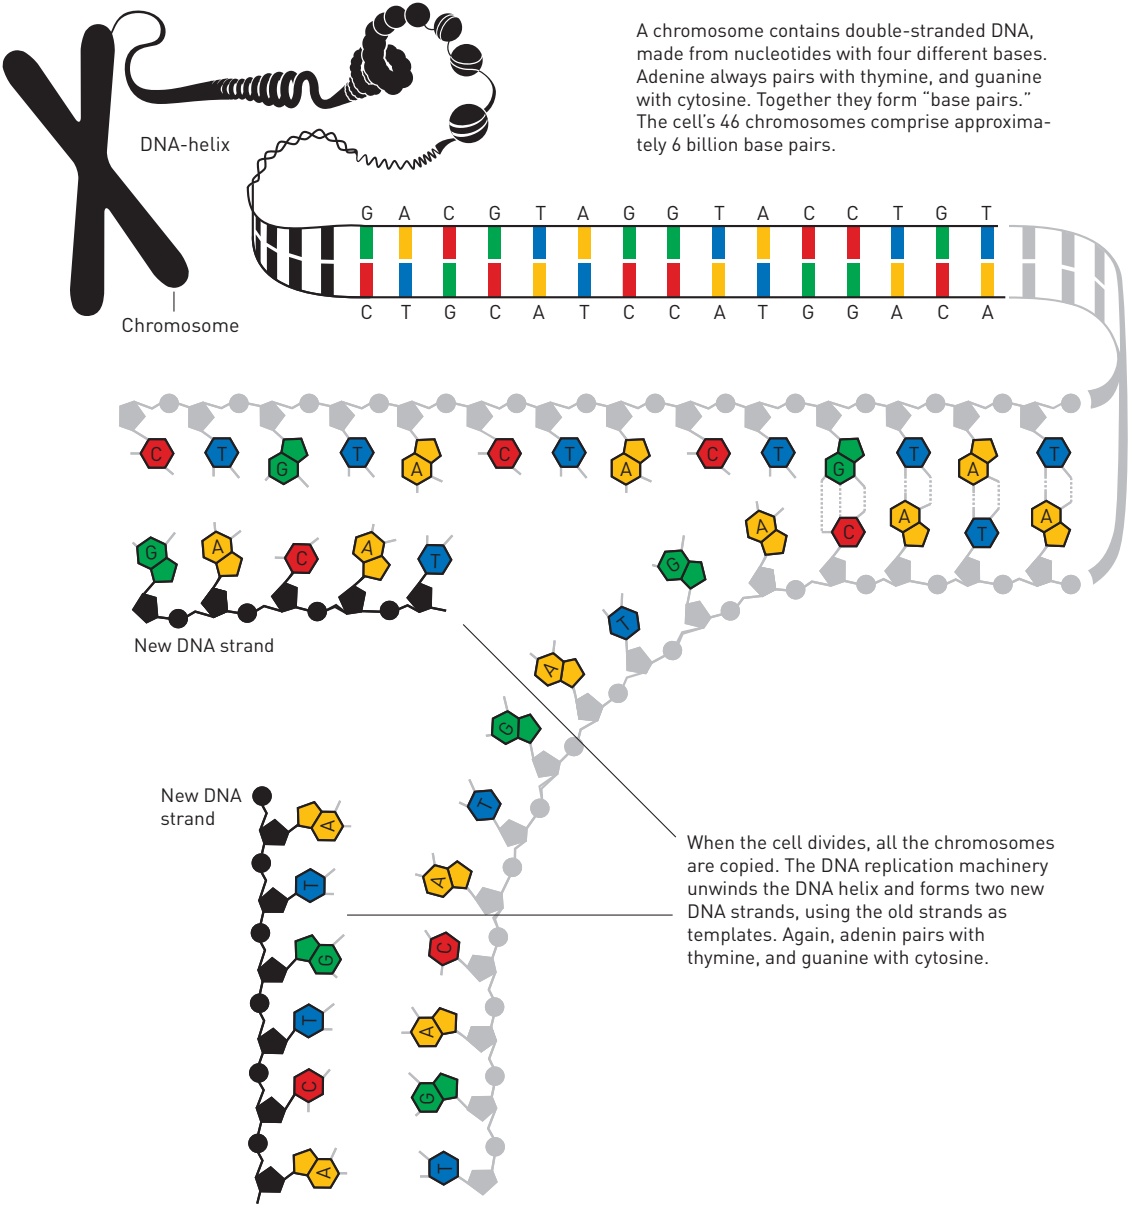 A chromosome contains double-stranded DNA,
made from nucleotides with four different bases.
Adenine always pairs with thymine, and guanine
with cytosine. Together they form “base pairs.”
The cell's 46 chromosomes comprise approxima-
tely 6 billion base pairs.
DNA-helix
Chromosome
G A C G T A G G T A C C T G T
C T G C A T C C A T G G A C A
C T G T A C T A C T G T A T
C A T A
G A C A T
A
G
T
A
G
T
A
C
A
G
T
New DNA strand
New DNA
strand
A
T
G
T
C
A
When the cell divides, all the chromosomes
are copied. The DNA replication machinery
unwinds the DNA helix and forms two new
DNA strands, using the old strands as
templates. Again, adenin pairs with
thymine, and guanine with cytosine.